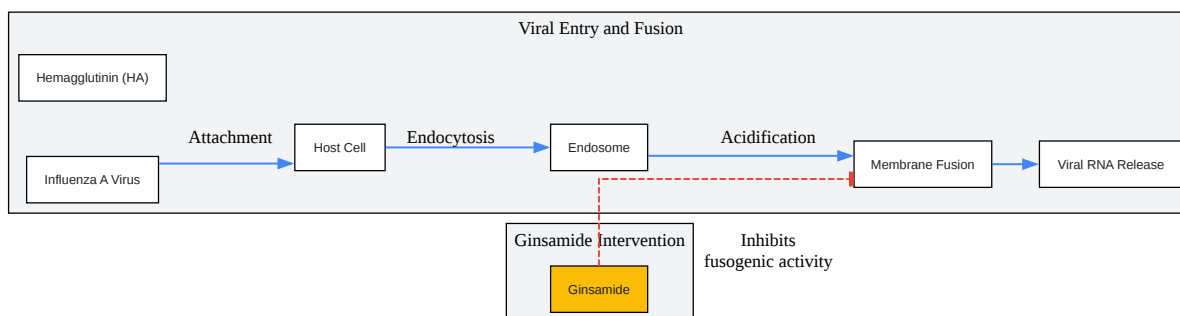 Viral Entry and Fusion
Hemagglutinin (HA)
Attachment
Endocytosis
Acidification
Host Cell
Endosome
Membrane Fusion
Viral RNA Release
Influenza A Virus
Ginsamide Intervention
Inhibits
fusogenic activity
Ginsamide